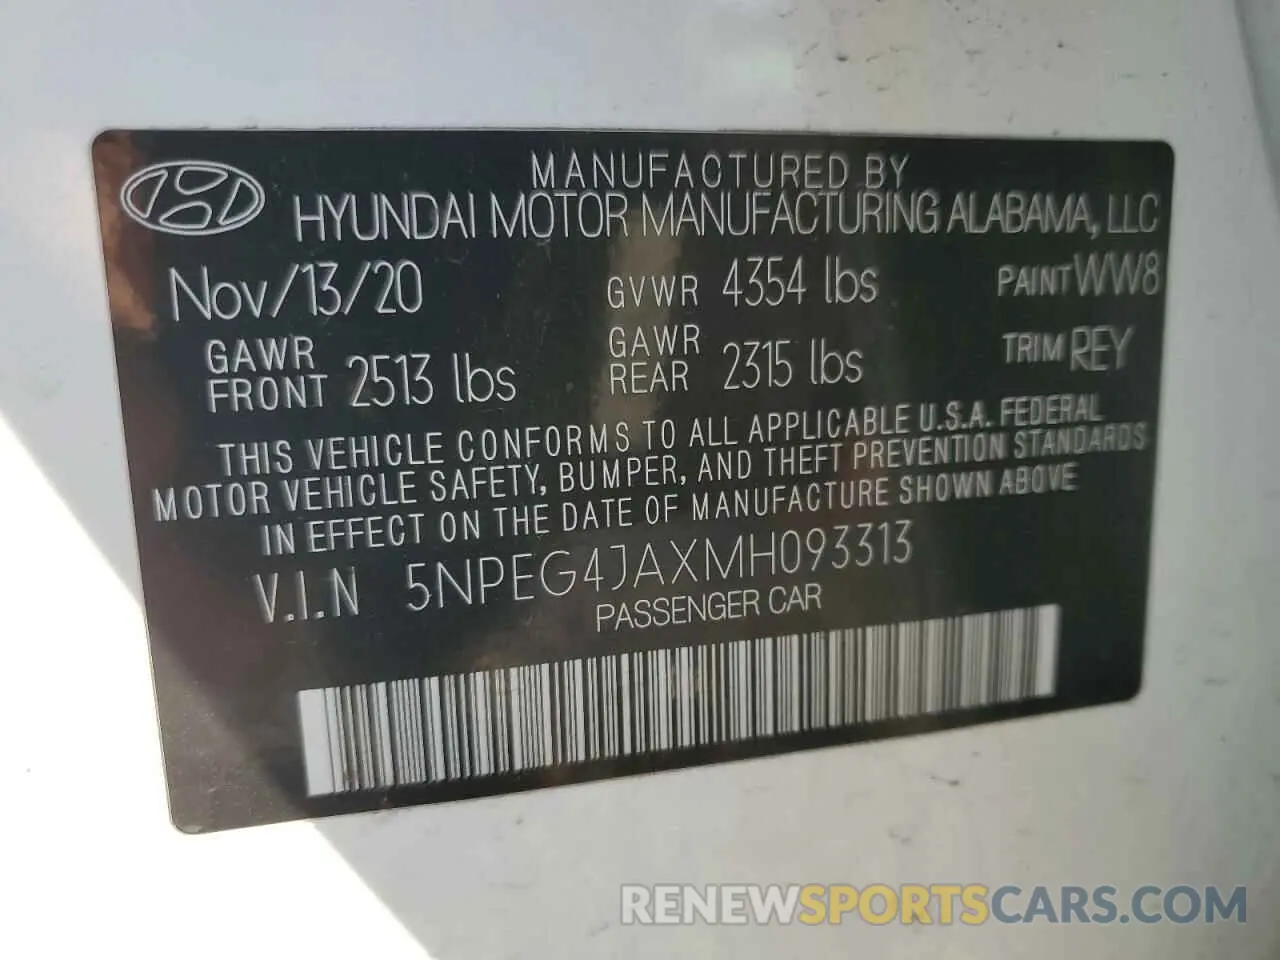 MANUFACTURED BY
HYUNDAI MOTOR MANUFACTURING ALABAMA, LLC
Nov/13/20 GVWR 4354 lbs PAINT WW8
GAWR FRONT 2513 lbs GAWR REAR 2315 lbs TRIM REY
THIS VEHICLE CONFORMS TO ALL APPLICABLE U.S.A. FEDERAL
MOTOR VEHICLE SAFETY, BUMPER, AND THEFT PREVENTION STANDARDS
IN EFFECT ON THE DATE OF MANUFACTURE SHOWN ABOVE
V.I.N 5NPEG4JAXMH093313
PASSENGER CAR
RENEWSPORTSCARS.COM